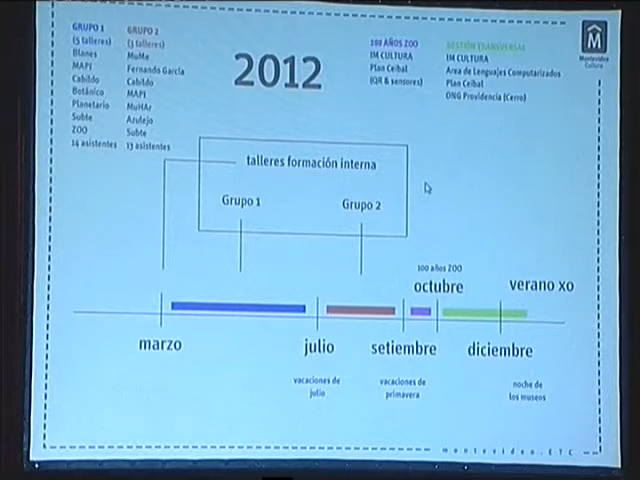 GRUPO 1
(5 talleres)
Blanes
MAPI
Cabildo
Botánico
Planetario
Subte
ZOO
14 asistentes
GRUPO 2
(3 talleres)
MuMe
Fernando García
Cabildo
MAPI
MuHAr
Azulejo
Subte
13 asistentes
2012
100 AÑOS ZOO
IM CULTURA
Plan Ceibal
(QR & sensores)
GESTIÓN TRANSVERSAL
IM CULTURA
Area de Lenguajes Computarizados
Plan Ceibal
ONG Providencia (Cerro)
M
Montevideo
Cultura
talleres formación interna
Grupo 1
Grupo 2
100 años ZOO
octubre
verano xo
marzo
julio
setiembre
diciembre
vacaciones de
julio
vacaciones de
primavera
noche de
los museos
montevideo.ETC